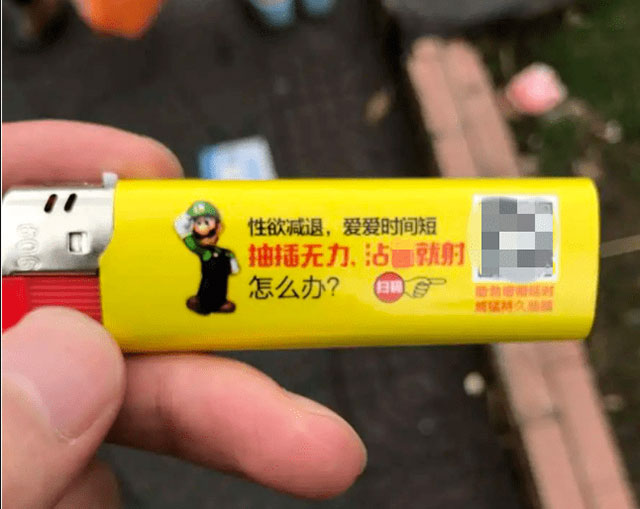 性欲减退，爱爱时间短
抽插无力、沾 就射
怎么办？ 扫码